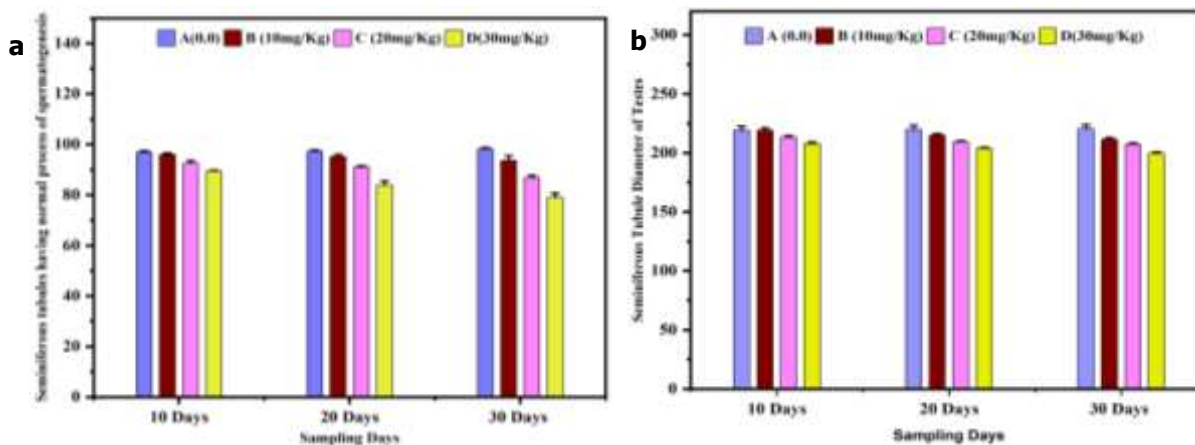 a
Seminiferous tubules having normal process of spermatogenesis
140
120
100
80
60
40
20
0
A(0.0) B (10mg/Kg) C (20mg/Kg) D(30mg/Kg)
10 Days 20 Days 30 Days
Sampling Days
b
Seminiferous Tubule Diameter of Testes
300
250
200
150
100
50
0
A (0.0) B (10mg/Kg) C (20mg/Kg) D(30mg/Kg)
10 Days 20 Days 30 Days
Sampling Days